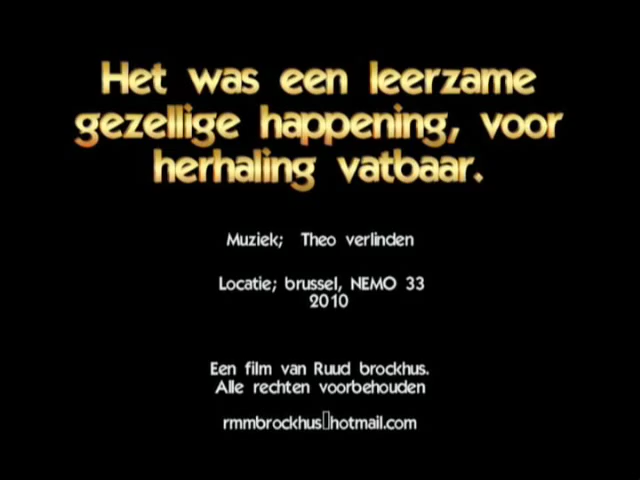 Het was een leerzame
gezellige happening, voor
herhaling vatbaar.
Muziek; Theo verlinden
Locatie; brussel, NEMO 33
2010
Een film van Ruud brockhus.
Alle rechten voorbehouden
rmmbrockhus▯hotmail.com